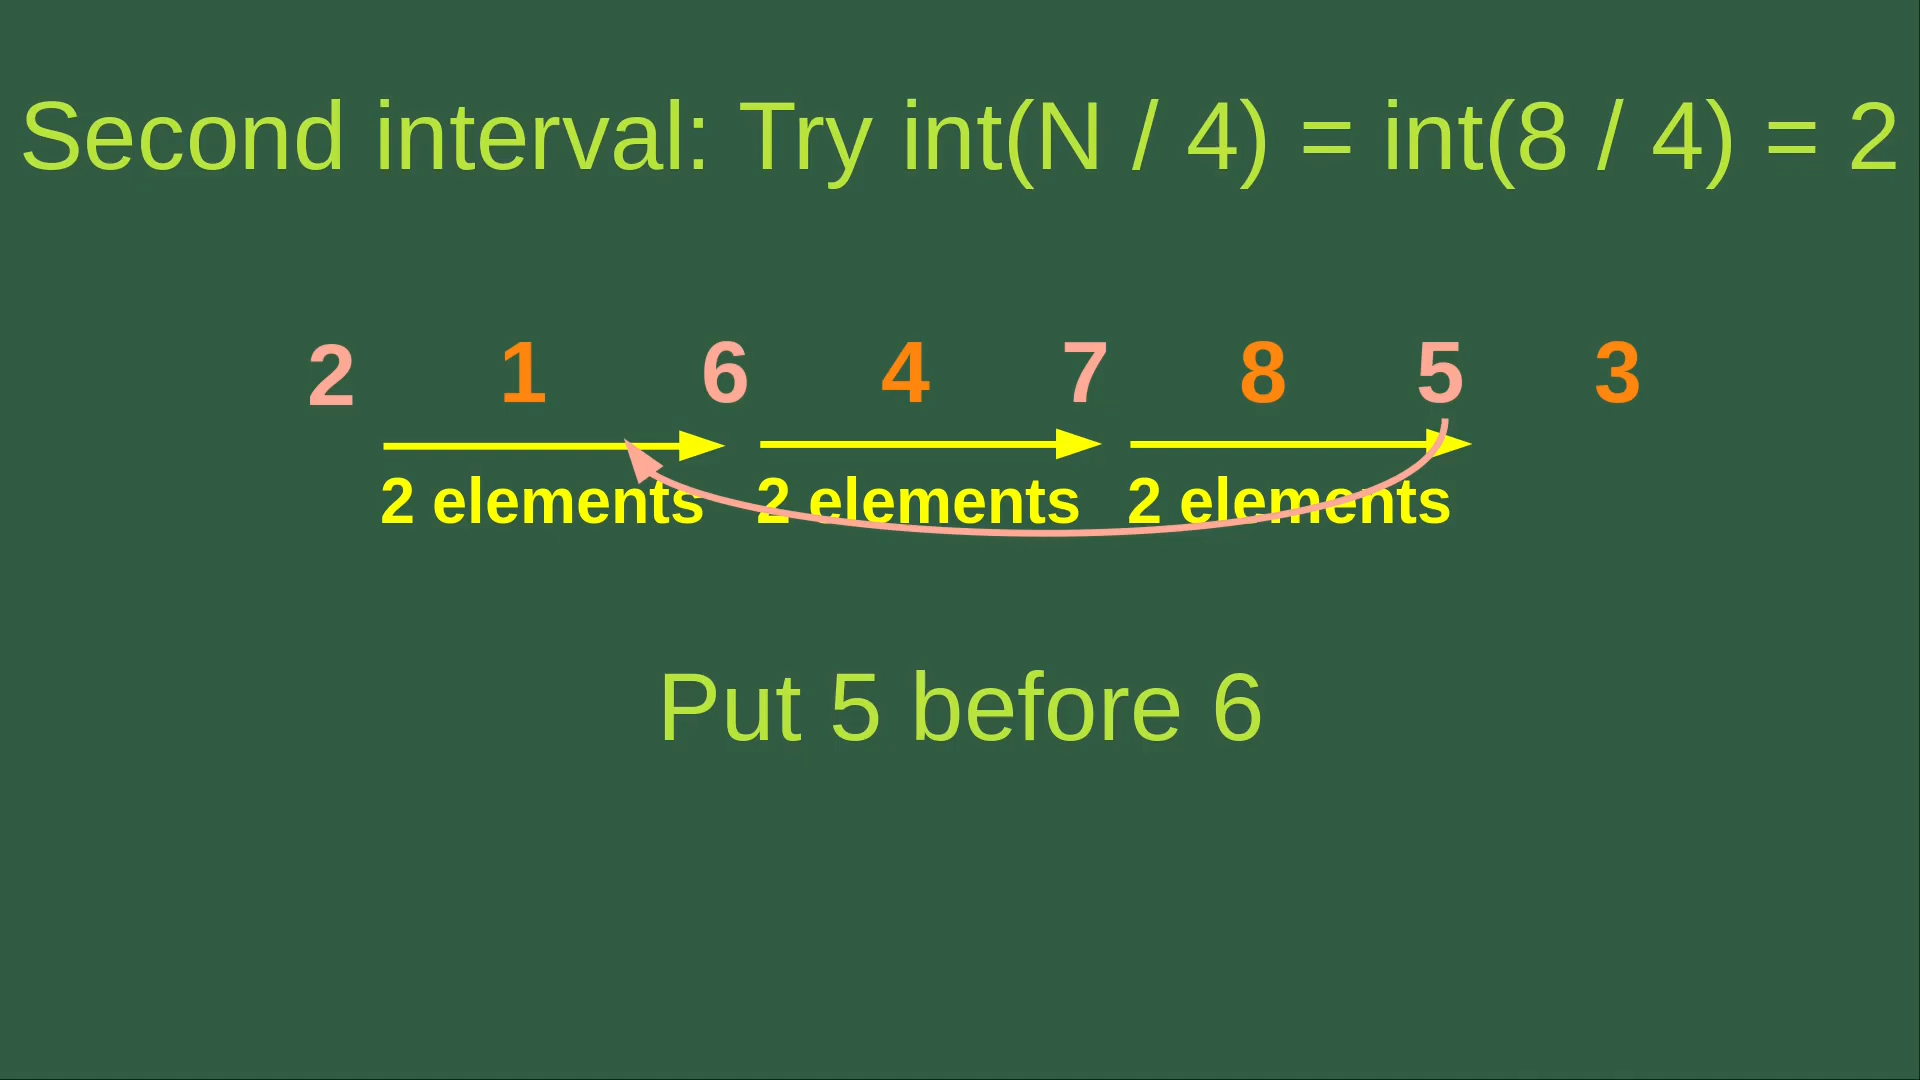 Second interval: Try int(N / 4) = int(8 / 4) = 2
2 1 6 4 7 8 5 3
2 elements 2 elements 2 elements
Put 5 before 6